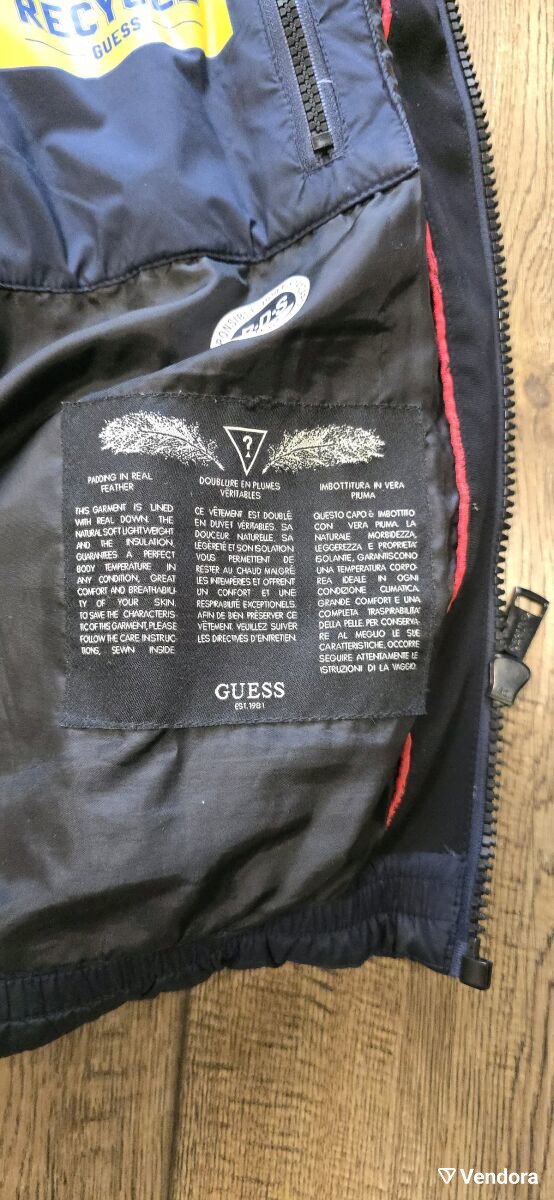 GUESS
R·D·S
?
PADDING IN REAL
FEATHER
THIS GARMENT IS LINED
WITH REAL DOWN. THE
NATURAL SOFT LIGHTWEIGHT
AND THE INSULATION
GUARANTEES A PERFECT
BODY TEMPERATURE IN
ANY CONDITION, GREAT
COMFORT AND BREATHABILI-
TY OF YOUR SKIN.
TO SAVE THE CHARACTERIS
TIC OF THIS GARMENT, PLEASE
FOLLOW THE CARE INSTRUC
TIONS, SEWN INSIDE
DOUBLURE EN PLUMES
VÉRITABLES
CE VÊTEMENT EST DOUBLÉ
EN DUVET VÉRITABLES. SA
DOUCEUR NATURELLE, SA
LÉGÈRETÉ ET SON ISOLATION
VOUS PERMETTENT DE
RESTER AU CHAUD MALGRÉ
LES INTEMPÉRIES ET OFFRENT
UN CONFORT ET UNE
RESPIRABILITÉ EXCEPTIONELS.
AFIN DE BIEN PRÉSERVER CE
VÊTEMENT, VEUILLEZ SUIVER
LES DIRECTIVES D'ENTRETIEN.
IMBOTTITURA IN VERA
PIUMA
QUESTO CAPO È IMBOTTITO
CON VERA PIUMA. LA
NATURALE MORBIDEZZA,
LEGGEREZZA E PROPRIETA'
ISOLANTE, GARANTISCONO
UNA TEMPERATURA CORPO-
REA IDEALE IN OGNI
CONDIZIONE CLIMATICA,
GRANDE COMFORT E UNA
COMPLETA TRASPIRABILITA'
DELLA PELLE. PER CONSERVA-
RE AL MEGLIO LE SUE
CARATTERISTICHE, OCCORRE
SEGUIRE ATTENTAMENTE LE
ISTRUZIONI DI LAVAGGIO.
GUESS
EST. 1981
Vendora